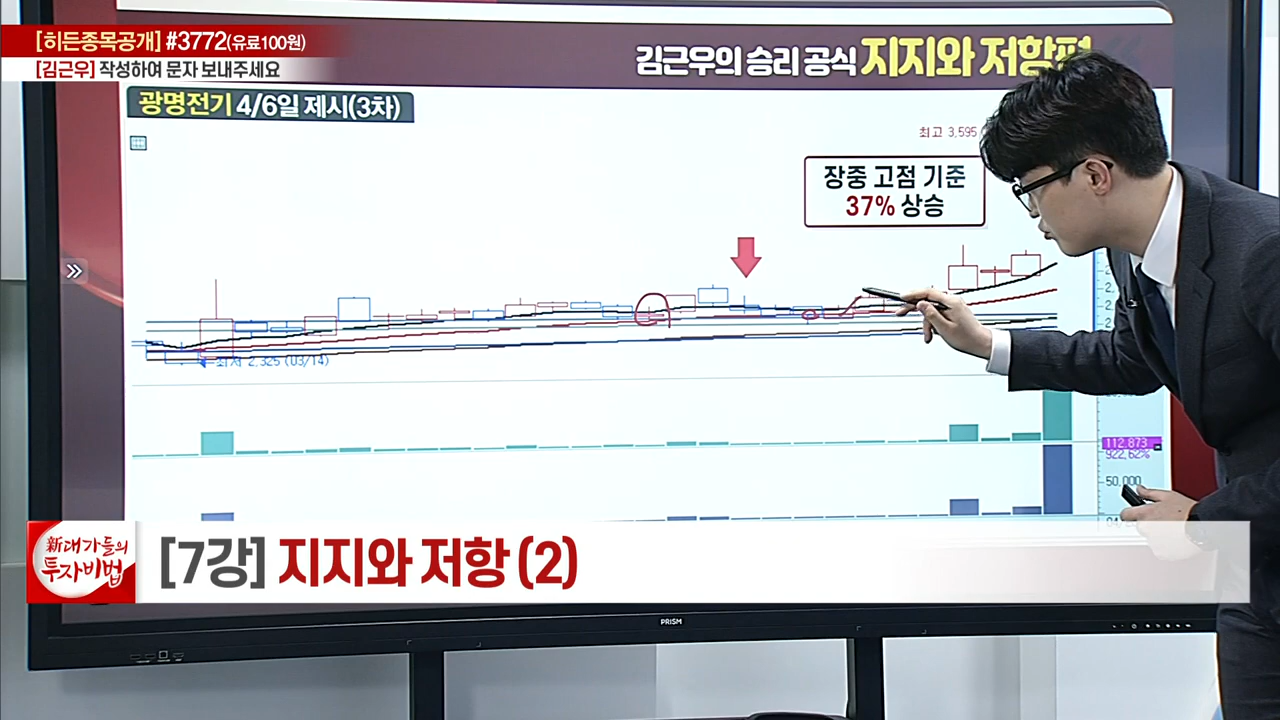 [히든종목공개] #3772(유료100원)
[김근우] 작성하여 문자 보내주세요
김근우의 승리 공식 지지와 저항편
광명전기 4/6일 제시(3차)
최고 3,595
장중 고점 기준
37% 상승
최저 2,325 (03/14)
112,873
922,62%
50,000
新대가들의
투자비법
[7강] 지지와 저항 (2)
PRISM